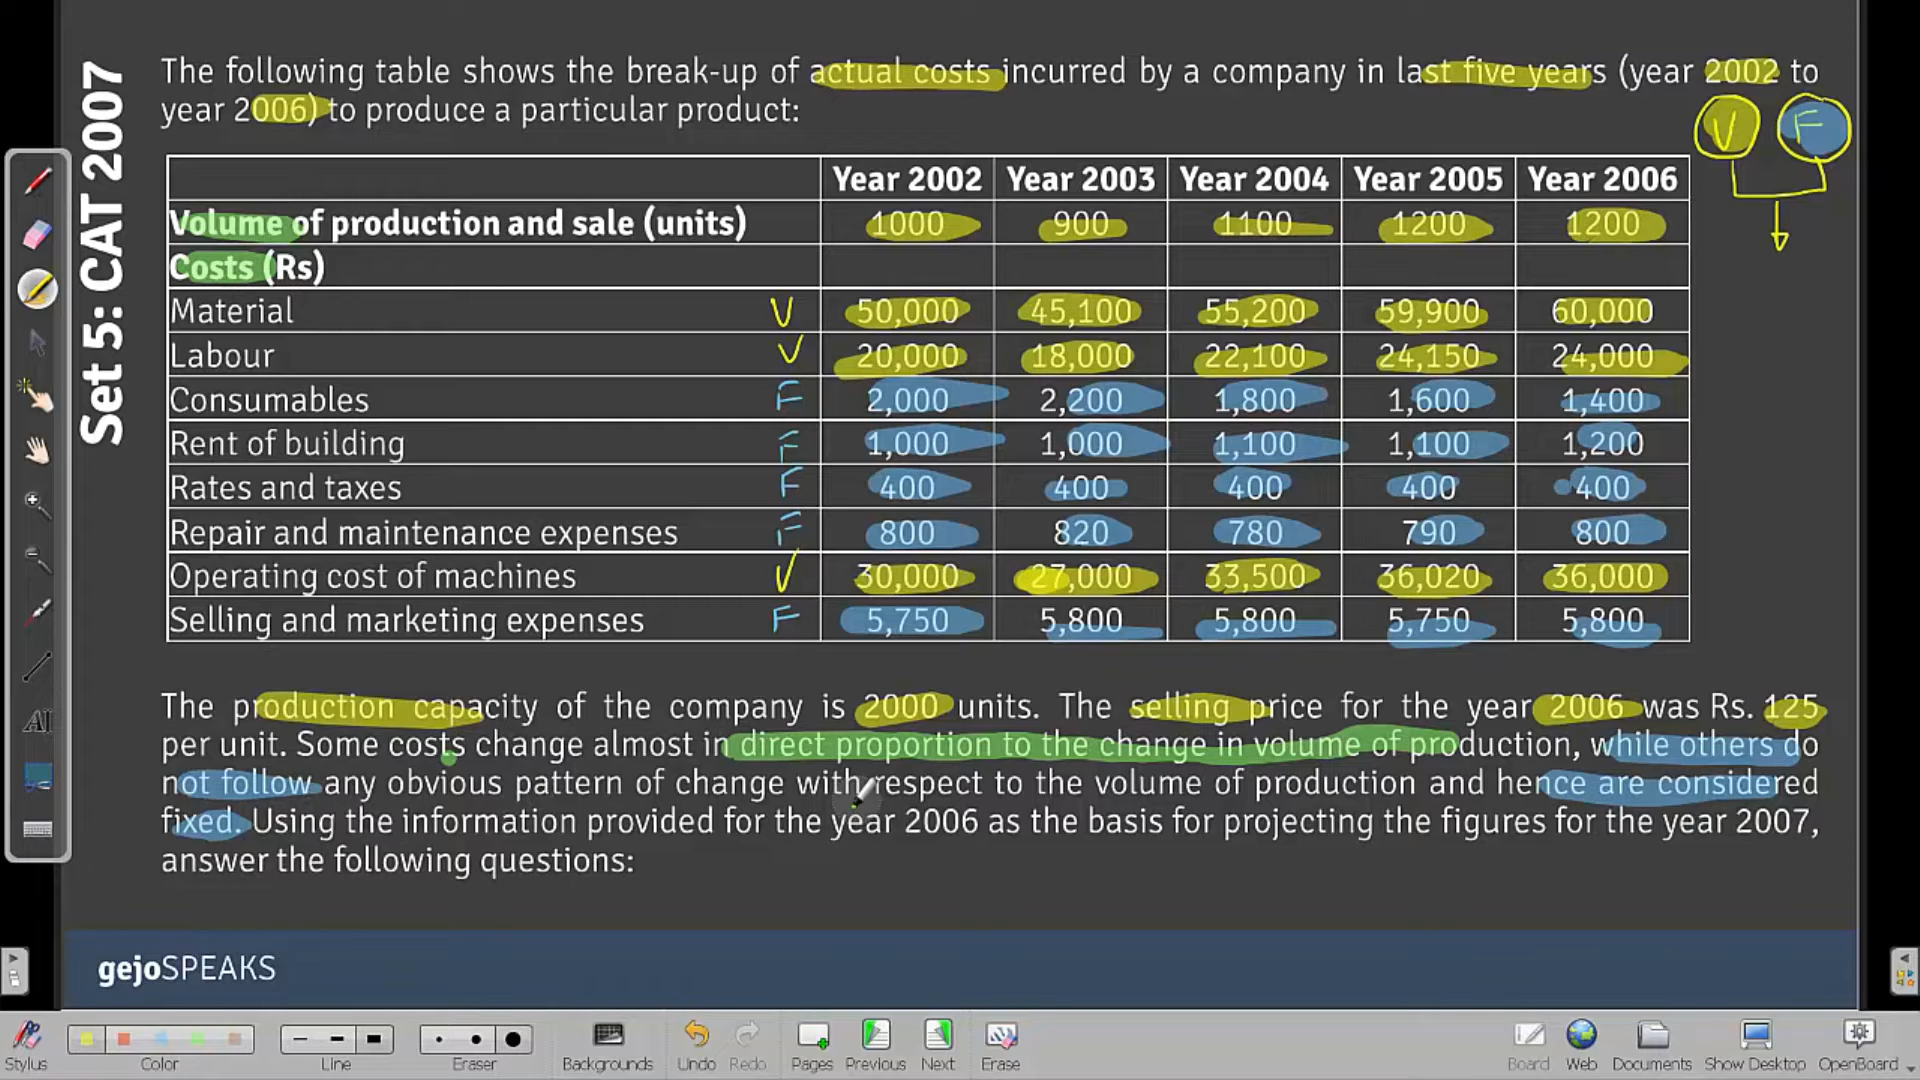 Set 5: CAT 2007
The following table shows the break-up of actual costs incurred by a company in last five years (year 2002 to
year 2006) to produce a particular product:
V F
Year 2002 Year 2003 Year 2004 Year 2005 Year 2006
Volume of production and sale (units) 1000 900 1100 1200 1200
Costs (Rs)
Material V 50,000 45,100 55,200 59,900 60,000
Labour V 20,000 18,000 22,100 24,150 24,000
Consumables F 2,000 2,200 1,800 1,600 1,400
Rent of building F 1,000 1,000 1,100 1,100 1,200
Rates and taxes F 400 400 400 400 400
Repair and maintenance expenses F 800 820 780 790 800
Operating cost of machines V 30,000 27,000 33,500 36,020 36,000
Selling and marketing expenses F 5,750 5,800 5,800 5,750 5,800
The production capacity of the company is 2000 units. The selling price for the year 2006 was Rs. 125
per unit. Some costs change almost in direct proportion to the change in volume of production, while others do
not follow any obvious pattern of change with respect to the volume of production and hence are considered
fixed. Using the information provided for the year 2006 as the basis for projecting the figures for the year 2007,
answer the following questions:
gejoSPEAKS
Stylus Color Line Eraser Backgrounds Undo Redo Pages Previous Next Erase Board Web Documents Show Desktop OpenBoard